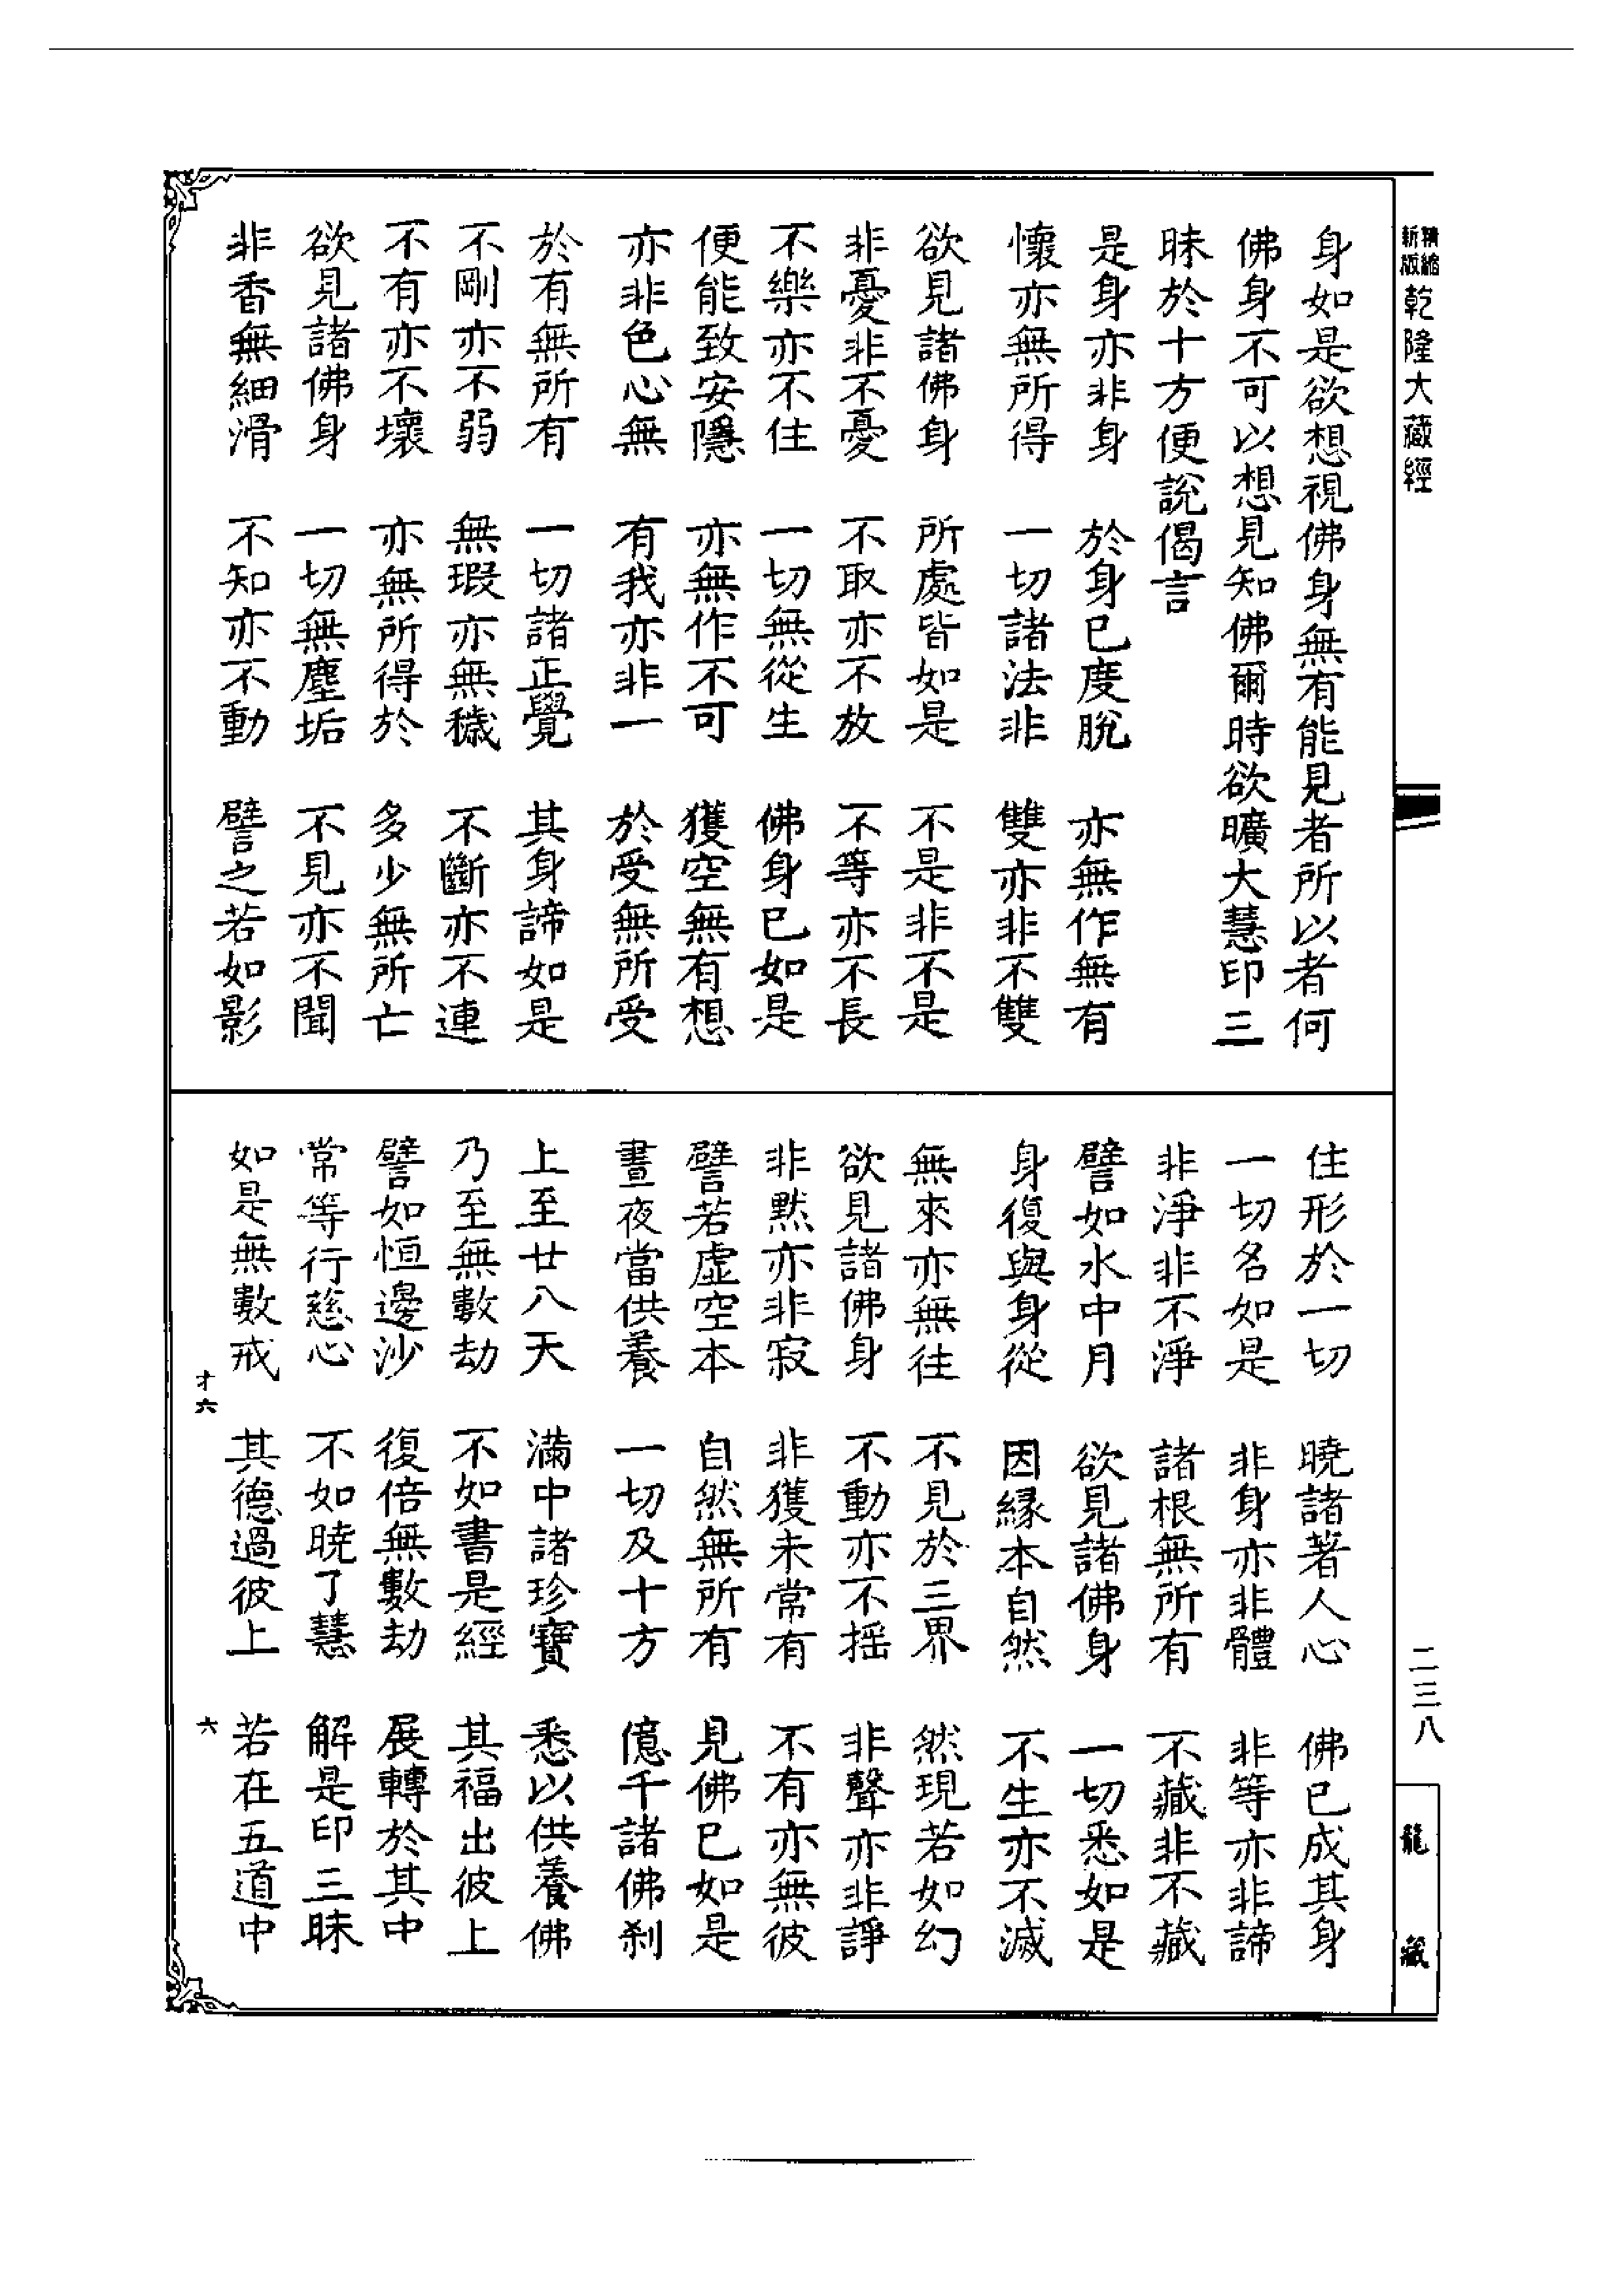 精縮新版乾隆大藏經
身如是欲想視佛身無有能見者所以者何
佛身不可以想見知佛爾時欲曠大慧印三
昧於十方便說偈言
是身亦非身　於身已度脫　亦無作無有
懷亦無所得　一切諸法非　雙亦非不雙
欲見諸佛身　所處皆如是　不是非不是
非憂非不憂　不取亦不放　不等亦不長
不樂亦不住　一切無從生　佛身已如是
便能致安隱　亦無作不可　獲空無有想
亦非色心無　有我亦非一　於受無所受
於有無所有　一切諸正覺　其身諦如是
不剛亦不弱　無瑕亦無穢　不斷亦不連
不有亦不壞　亦無所得於　多少無所亡
欲見諸佛身　一切無塵垢　不見亦不聞
非香無細滑　不知亦不動　譬之若如影
住形於一切　曉諸著人心　佛已成其身
一切名如是　非身亦非體　非等亦非諦
非淨非不淨　諸根無所有　不藏非不藏
譬如水中月　欲見諸佛身　一切悉如是
身復與身從　因緣本自然　不生亦不滅
無來亦無往　不見於三界　然現若如幻
欲見諸佛身　不動亦不搖　非聲亦非諍
非默亦非寂　非獲未常有　不有亦無彼
譬若虛空本　自然無所有　見佛已如是
晝夜當供養　一切及十方　億千諸佛剎
上至廿八天　滿中諸珍寶　悉以供養佛
乃至無數劫　不如書是經　其福出彼上
譬如恒邊沙　復倍無數劫　展轉於其中
常等行慈心　不如曉了慧　解是印三昧
如是無數戒　其德過彼上　若在五道中
才六　六
二三八
龍藏